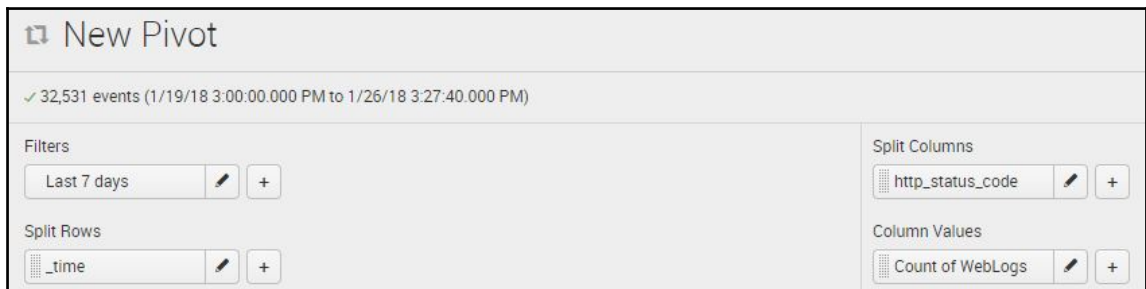 New Pivot
✓ 32,531 events (1/19/18 3:00:00.000 PM to 1/26/18 3:27:40.000 PM)
Filters
Last 7 days +
Split Rows
_time +
Split Columns
http_status_code +
Column Values
Count of WebLogs +